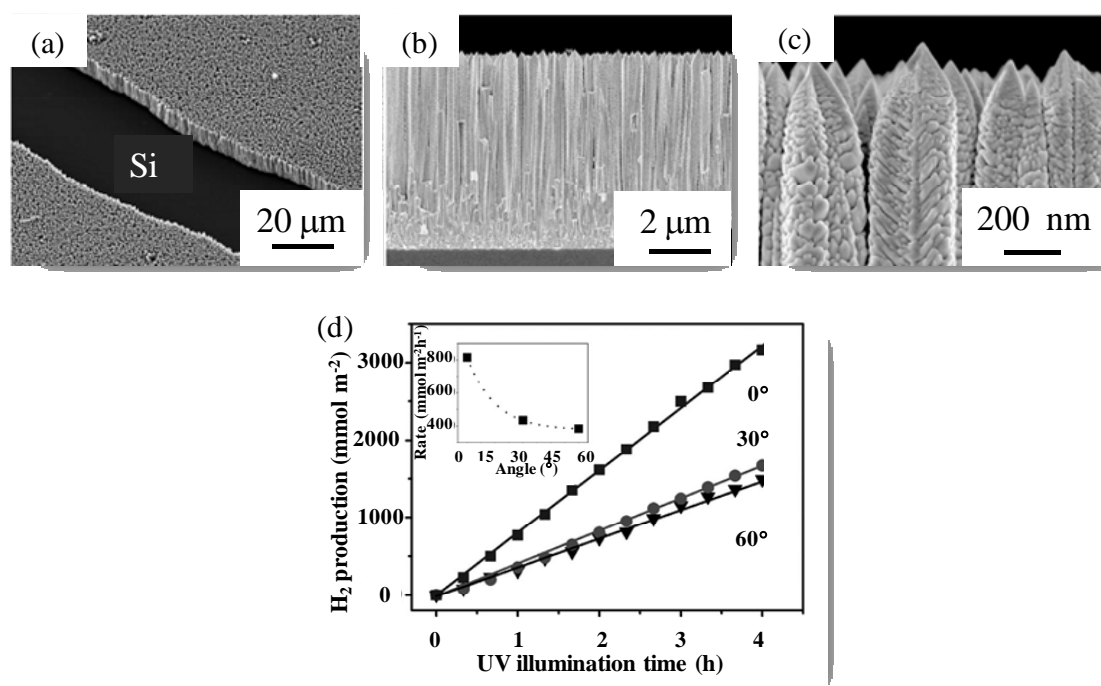 (a)
Si
20 μm
(b)
2 μm
(c)
200 nm
(d)
H2 production (mmol m-2)
3000
2000
1000
0
0 1 2 3 4
UV illumination time (h)
0°
30°
60°
Rate (mmol m-2h-1)
800
600
400
0 15 30 45 60
Angle (°)